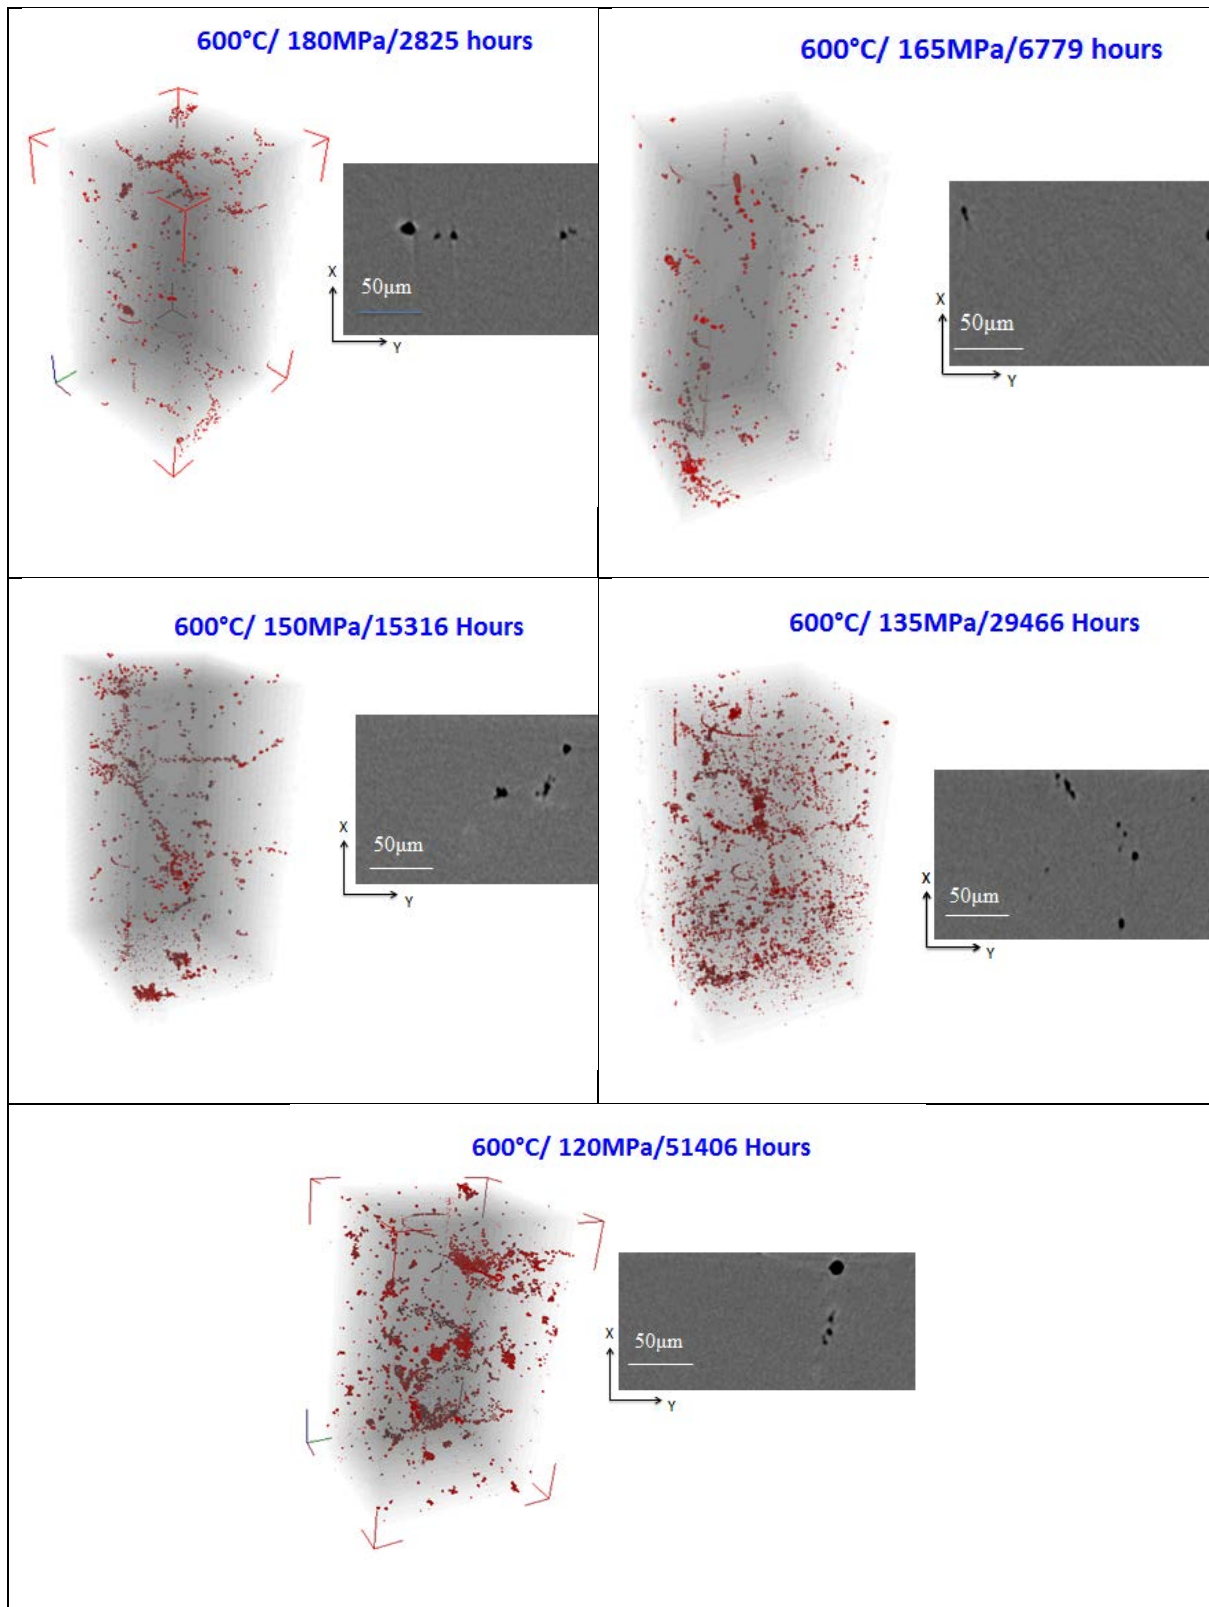 600°C/ 180MPa/2825 hours
X
50µm
Y
600°C/ 165MPa/6779 hours
X
50µm
Y
600°C/ 150MPa/15316 Hours
X
50µm
Y
600°C/ 135MPa/29466 Hours
X
50µm
Y
600°C/ 120MPa/51406 Hours
X
50µm
Y